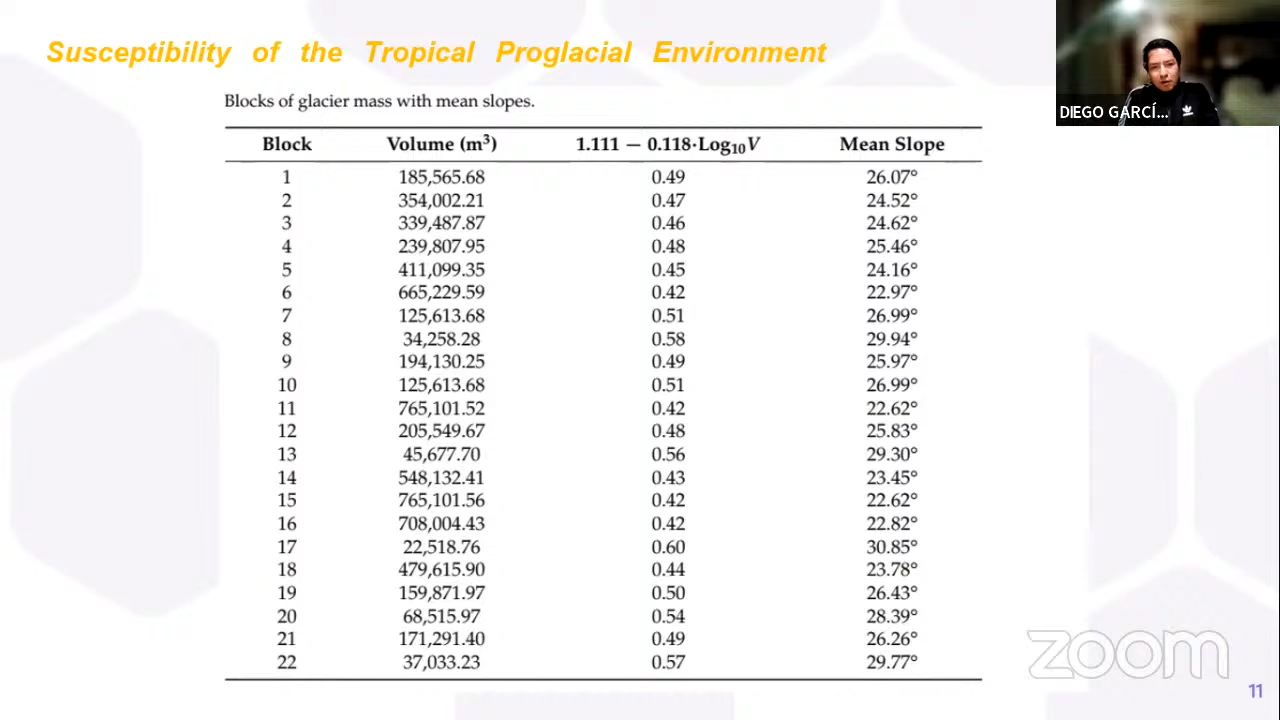 Susceptibility of the Tropical Proglacial Environment
DIEGO GARCÍ...
Blocks of glacier mass with mean slopes.
Block Volume (m³) 1.111 − 0.118·Log₁₀V Mean Slope
1 185,565.68 0.49 26.07°
2 354,002.21 0.47 24.52°
3 339,487.87 0.46 24.62°
4 239,807.95 0.48 25.46°
5 411,099.35 0.45 24.16°
6 665,229.59 0.42 22.97°
7 125,613.68 0.51 26.99°
8 34,258.28 0.58 29.94°
9 194,130.25 0.49 25.97°
10 125,613.68 0.51 26.99°
11 765,101.52 0.42 22.62°
12 205,549.67 0.48 25.83°
13 45,677.70 0.56 29.30°
14 548,132.41 0.43 23.45°
15 765,101.56 0.42 22.62°
16 708,004.43 0.42 22.82°
17 22,518.76 0.60 30.85°
18 479,615.90 0.44 23.78°
19 159,871.97 0.50 26.43°
20 68,515.97 0.54 28.39°
21 171,291.40 0.49 26.26°
22 37,033.23 0.57 29.77°
zoom
11